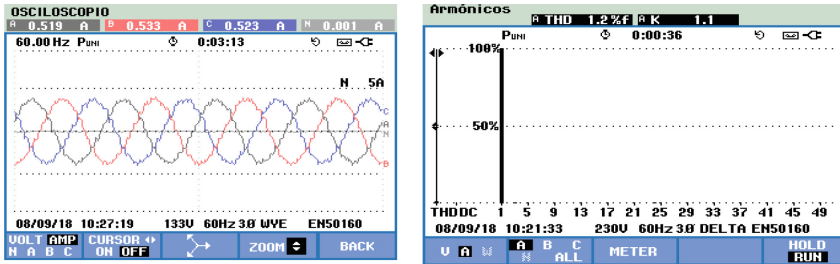 OSCILOSCOPIO
A 0.519 A B 0.533 A C 0.523 A N 0.001 A
60.00 Hz PUNI 0:03:13
N 5A
C
A
N
B
08/09/18 10:27:19 133V 60Hz 3Ø WYE EN50160
VOLT AMP CURSOR ZOOM BACK
N A B C ON OFF
Armónicos
A THD 1.2%f A K 1.1
PUNI 0:00:36
100%
50%
THDDC 1 5 9 13 17 21 25 29 33 37 41 45 49
08/09/18 10:21:33 230V 60Hz 3Ø DELTA EN50160
V A W A B C METER HOLD
N ALL RUN